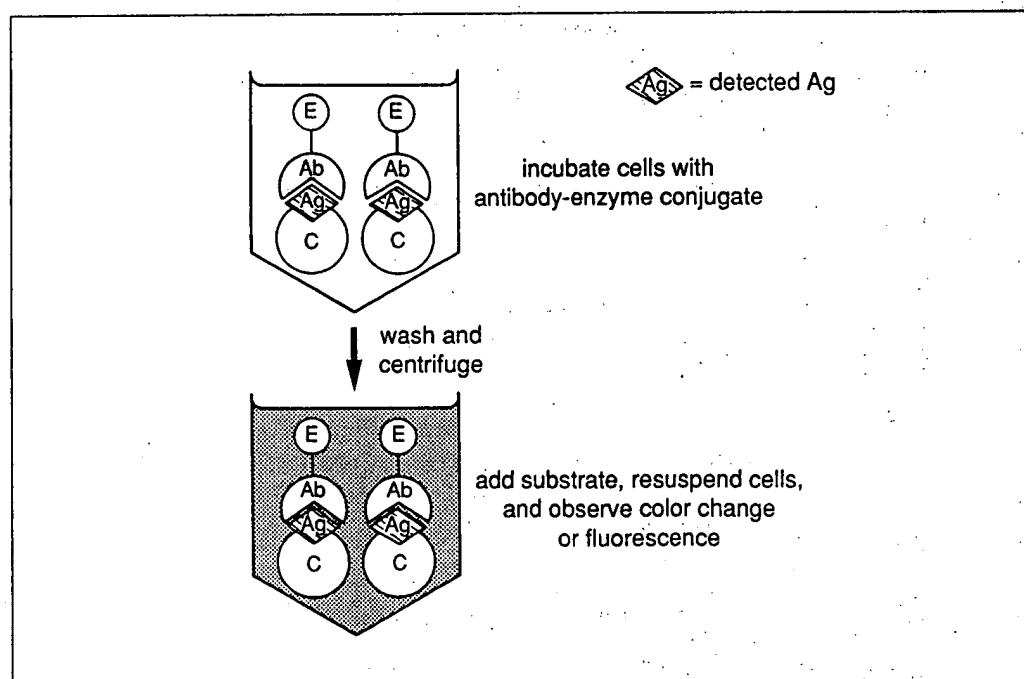 Ag = detected Ag
E E
Ab Ab
Ag Ag
C C
incubate cells with
antibody-enzyme conjugate
wash and
centrifuge
E E
Ab Ab
Ag Ag
C C
add substrate, resuspend cells,
and observe color change
or fluorescence